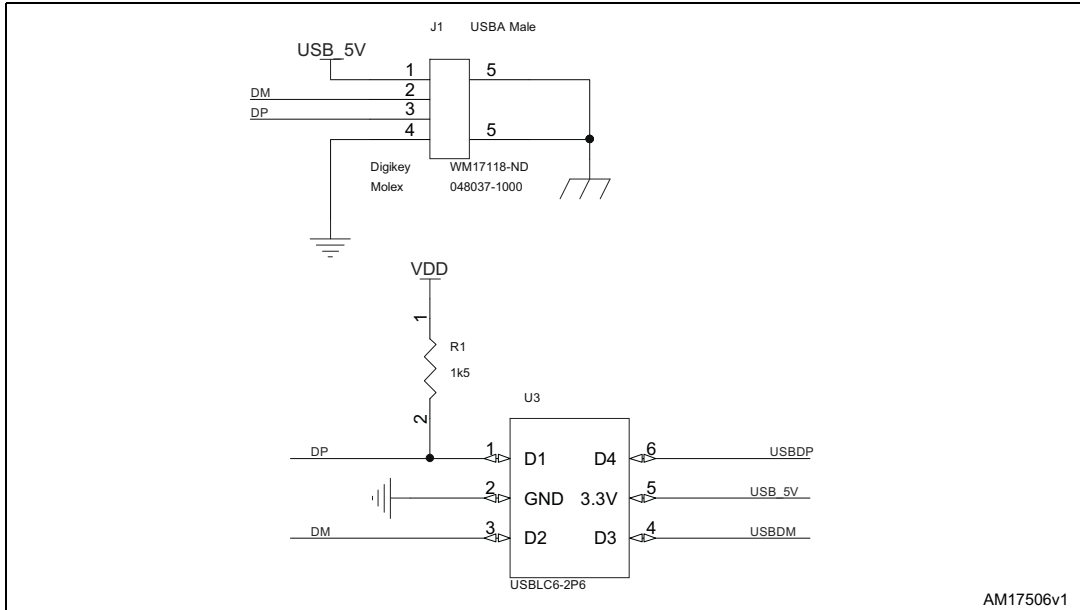 J1 USBA Male
USB_5V
1 5
DM 2
DP 3
4 5
Digikey WM17118-ND
Molex 048037-1000
VDD
1
R1
1k5
2
U3
DP 1 D1 D4 6 USBDP
2 GND 3.3V 5 USB_5V
DM 3 D2 D3 4 USBDM
USBLC6-2P6
AM17506v1